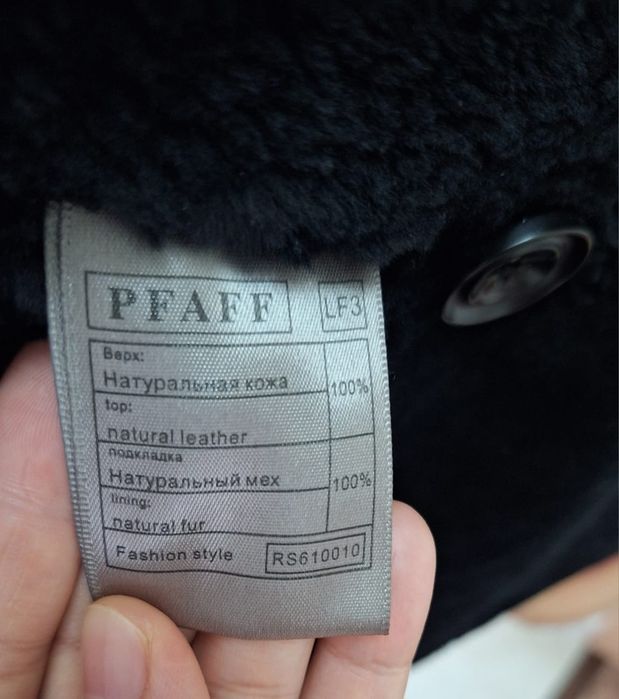 PFAFF LF3
Верх:
Натуральная кожа 100%
top:
natural leather
подкладка
Натуральный мех 100%
lining:
natural fur
Fashion style RS610010